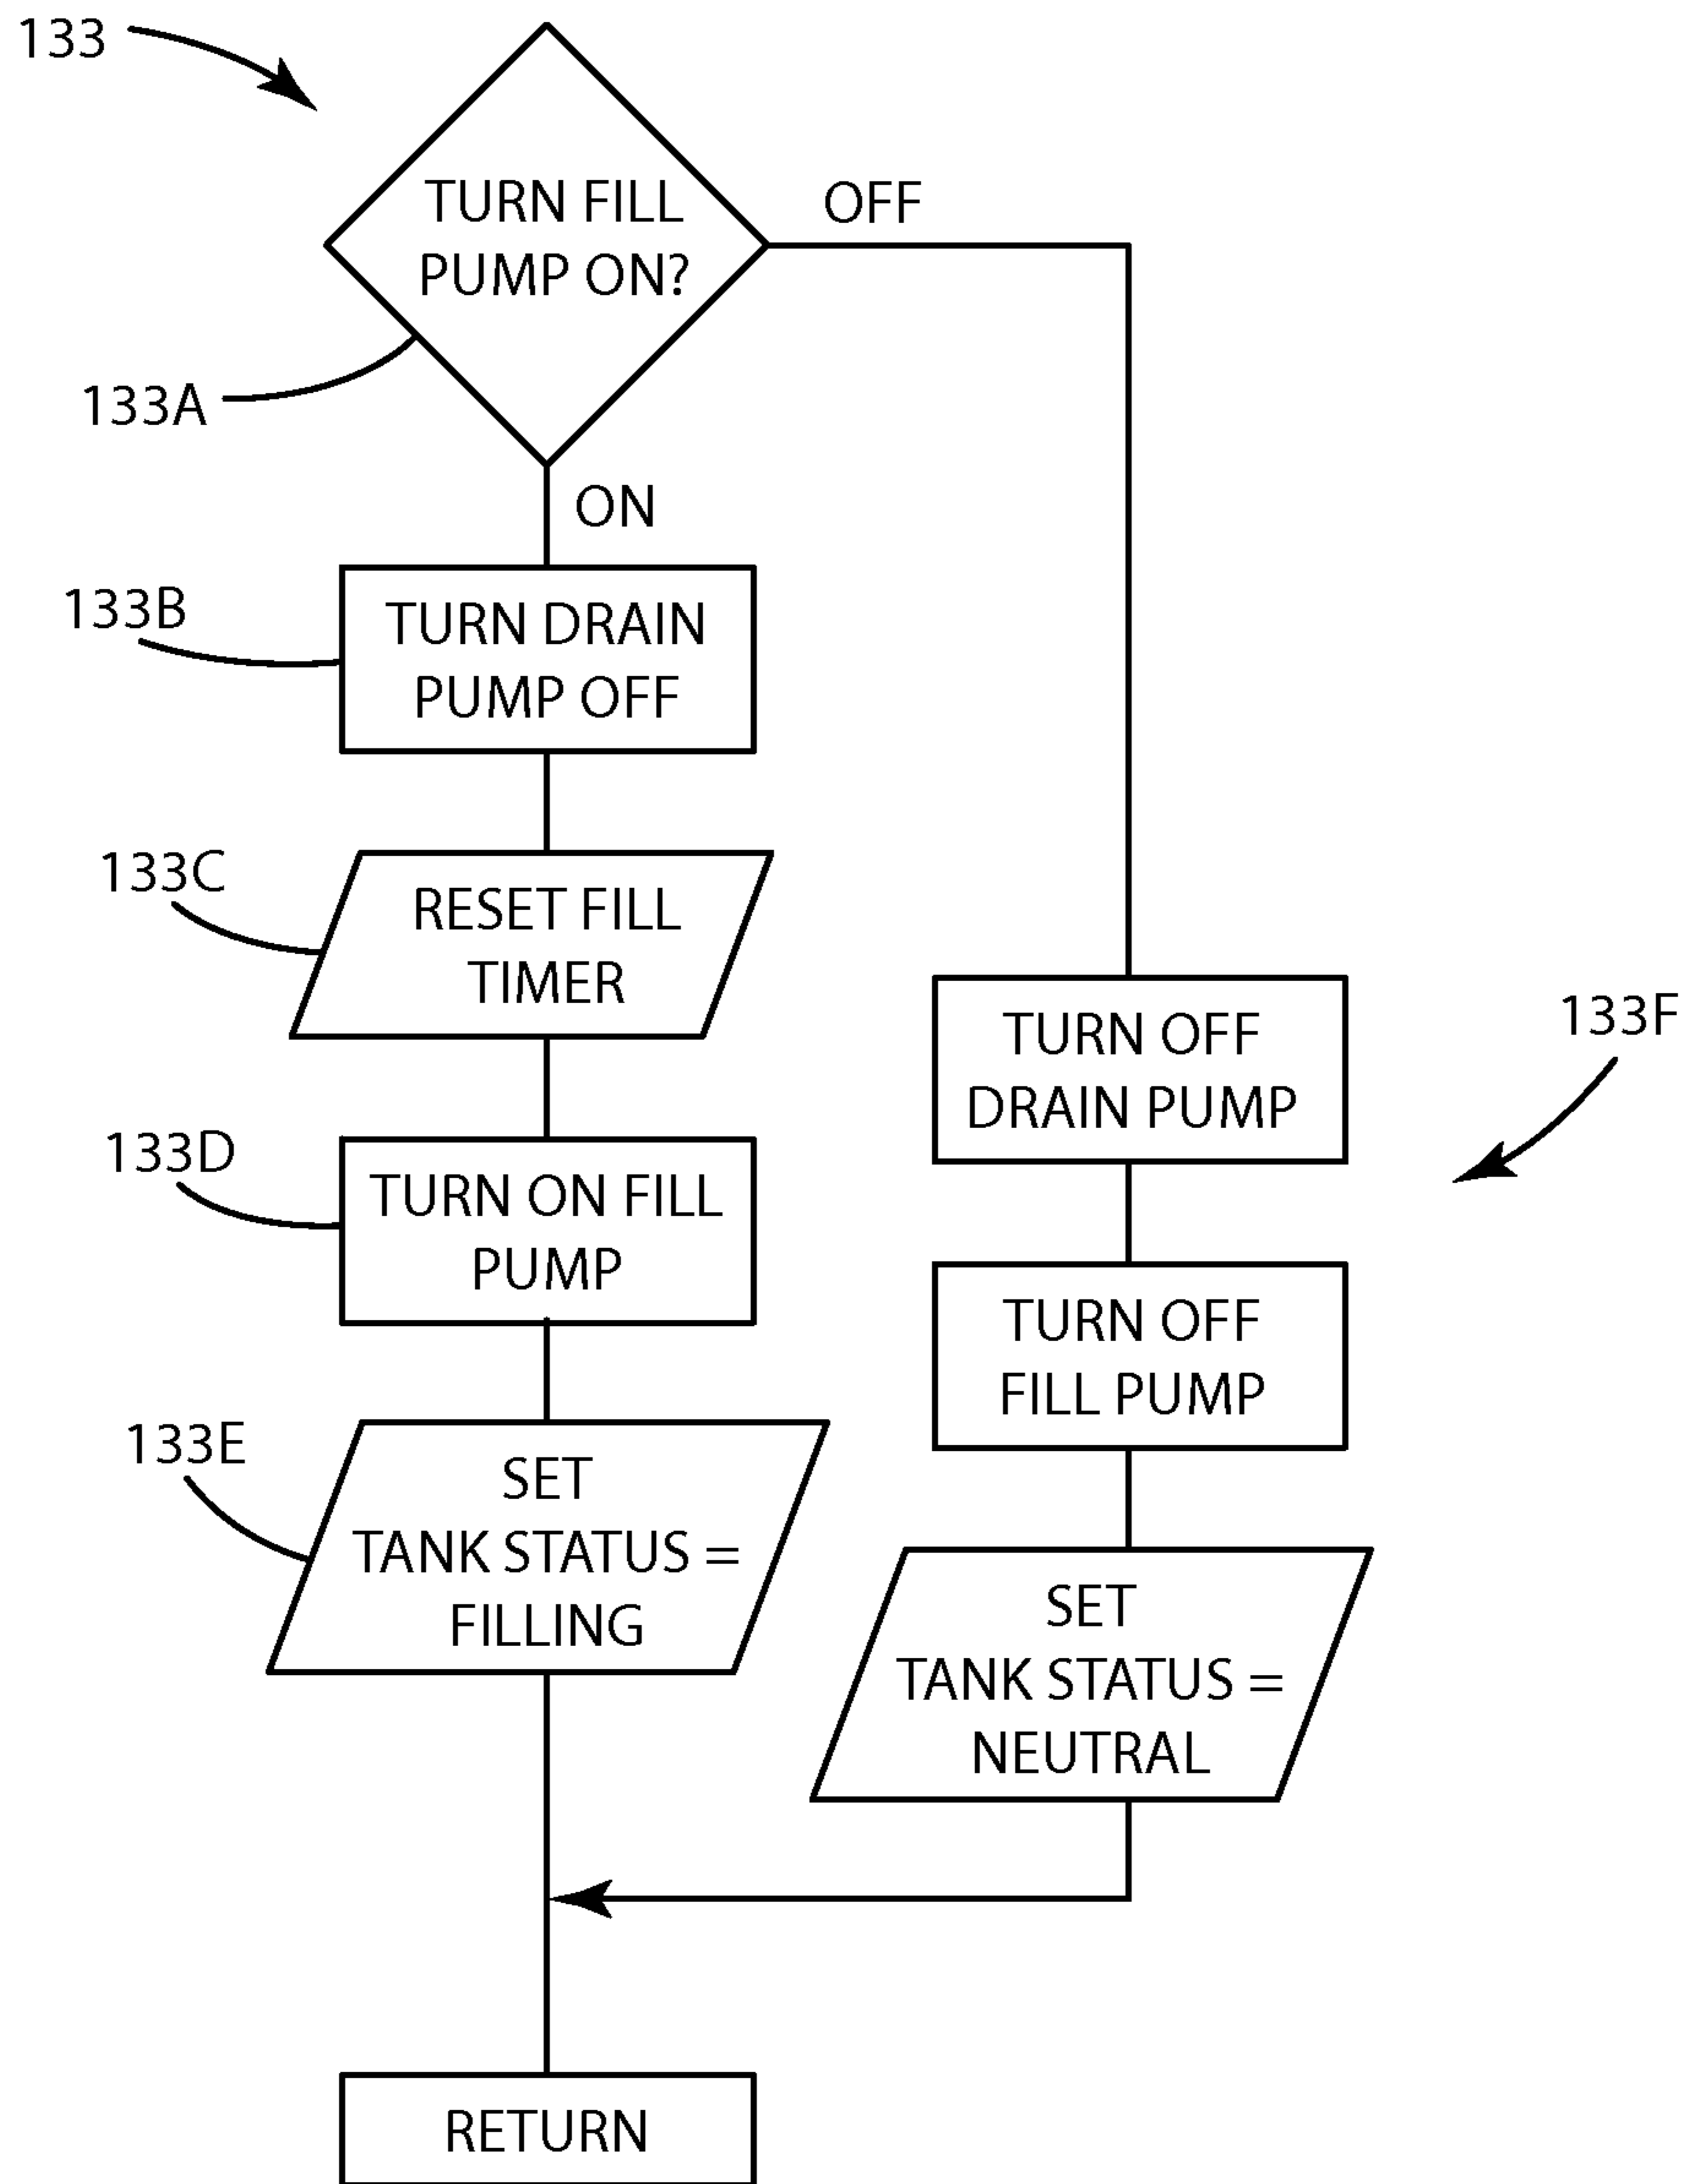 133
TURN FILL
PUMP ON?
OFF
133A
ON
133B
TURN DRAIN
PUMP OFF
133C
RESET FILL
TIMER
133D
TURN ON FILL
PUMP
133E
SET
TANK STATUS =
FILLING
133F
TURN OFF
DRAIN PUMP
TURN OFF
FILL PUMP
SET
TANK STATUS =
NEUTRAL
RETURN